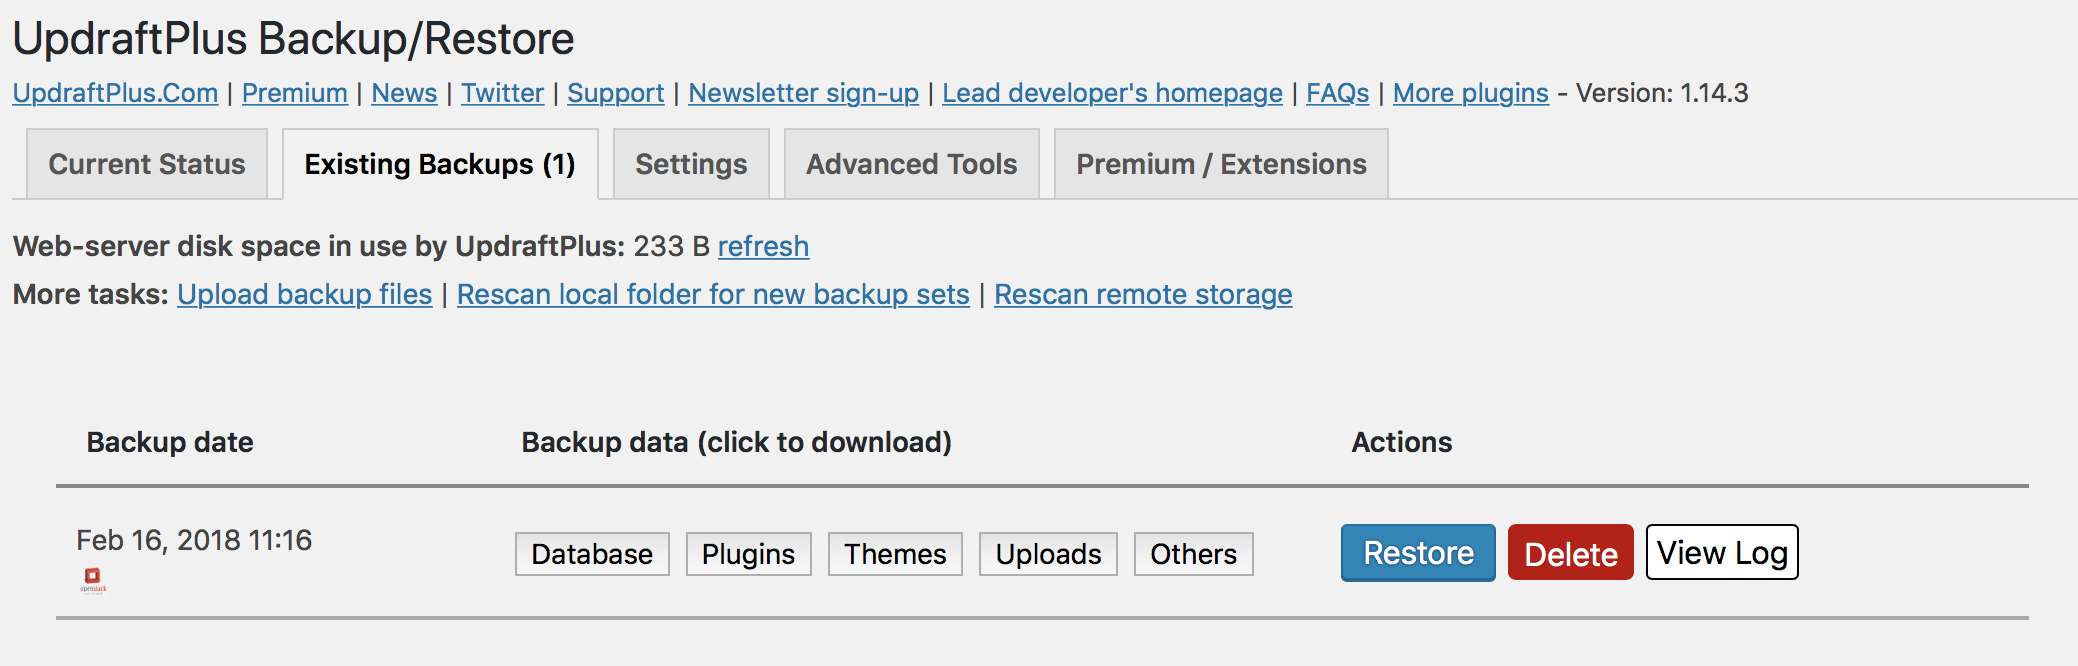 UpdraftPlus Backup/Restore
UpdraftPlus.Com | Premium | News | Twitter | Support | Newsletter sign-up | Lead developer's homepage | FAQs | More plugins - Version: 1.14.3
Current Status Existing Backups (1) Settings Advanced Tools Premium / Extensions
Web-server disk space in use by UpdraftPlus: 233 B refresh
More tasks: Upload backup files | Rescan local folder for new backup sets | Rescan remote storage
Backup date Backup data (click to download) Actions
Feb 16, 2018 11:16 Database Plugins Themes Uploads Others Restore Delete View Log
openstack